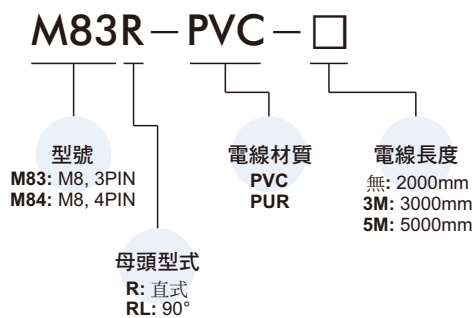 M83R－PVC－□
型號
M83: M8, 3PIN
M84: M8, 4PIN
母頭型式
R: 直式
RL: 90°
電線材質
PVC
PUR
電線長度
無: 2000mm
3M: 3000mm
5M: 5000mm